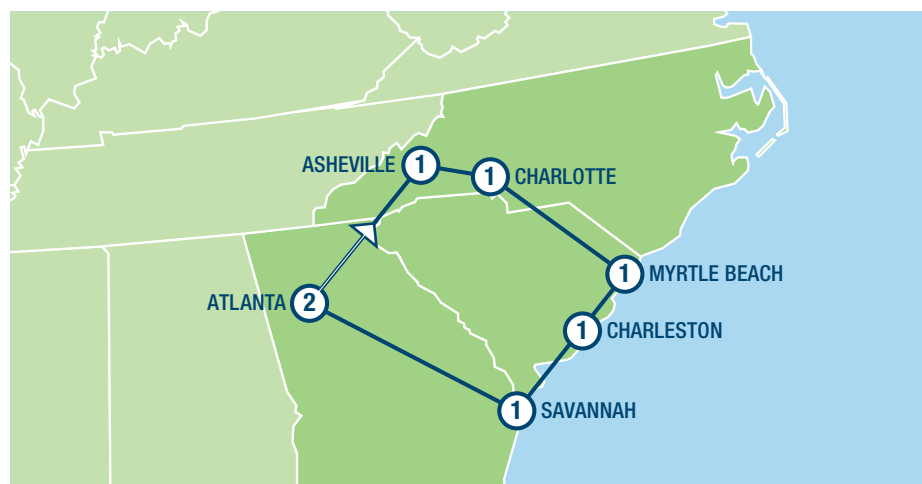 ASHEVILLE 1
1 CHARLOTTE
1 MYRTLE BEACH
ATLANTA 2
1 CHARLESTON
1 SAVANNAH